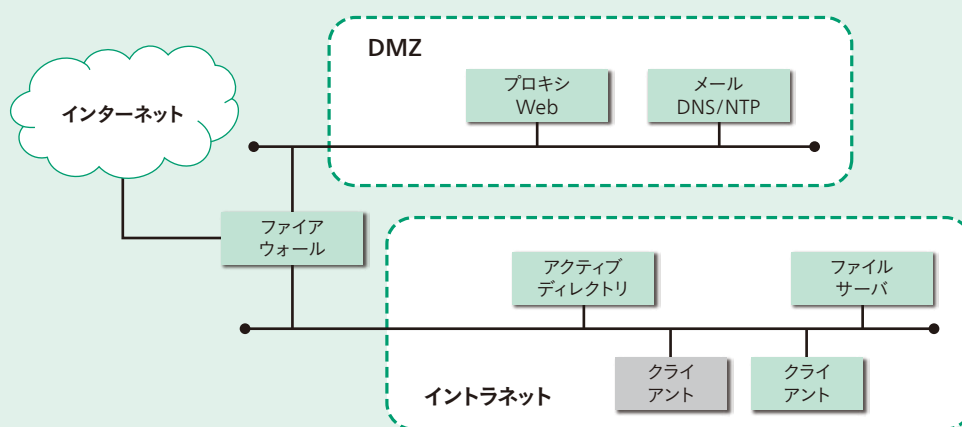 DMZ
プロキシ
Web
メール
DNS/NTP
インターネット
ファイア
ウォール
アクティブ
ディレクトリ
ファイル
サーバ
クライ
アント
クライ
アント
イントラネット